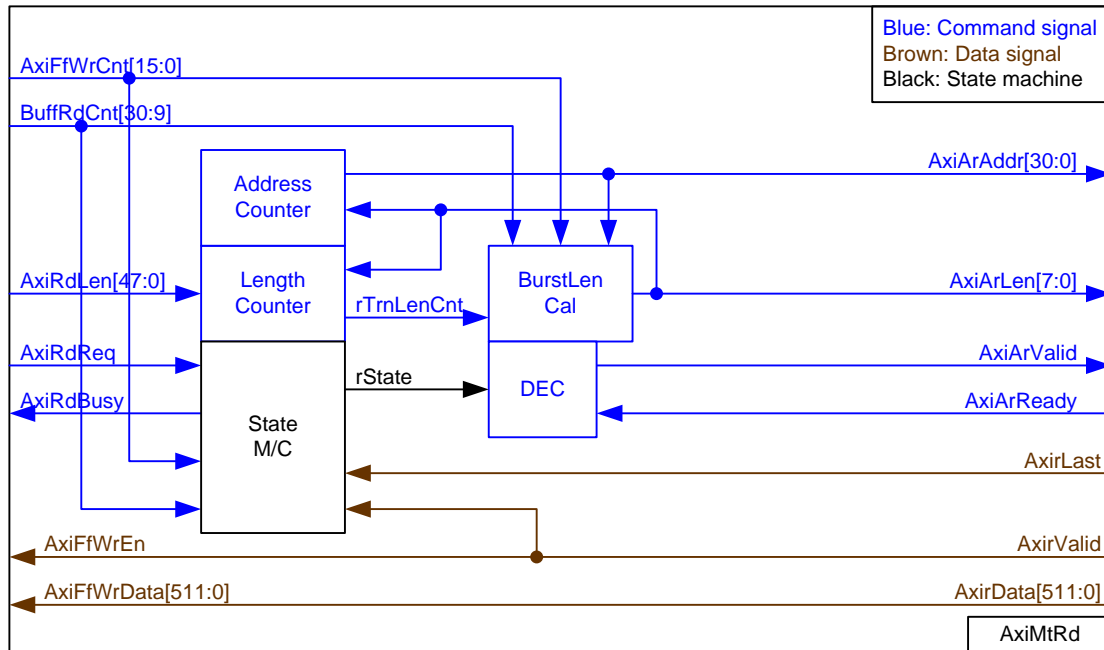 Blue: Command signal
Brown: Data signal
Black: State machine
AxiFfWrCnt[15:0]
BuffRdCnt[30:9]
Address
Counter
AxiArAddr[30:0]
AxiRdLen[47:0]
Length
Counter
rTrnLenCnt
BurstLen
Cal
AxiArLen[7:0]
AxiRdReq
AxiRdBusy
State
M/C
rState
DEC
AxiArValid
AxiArReady
AxirLast
AxiFfWrEn
AxirValid
AxiFfWrData[511:0]
AxirData[511:0]
AxiMtRd